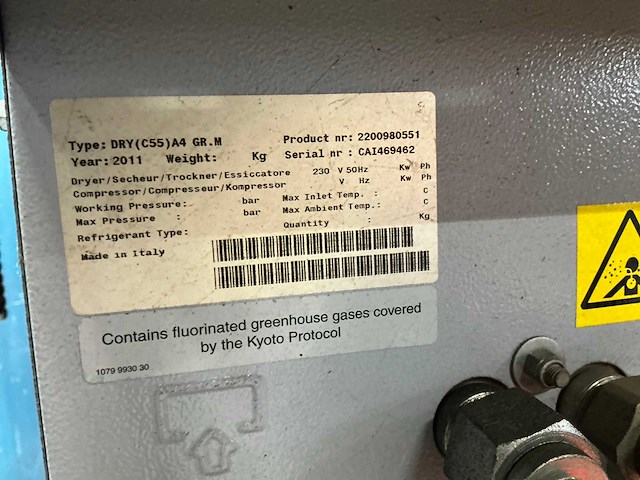 Type: DRY(C55)A4 GR.M Product nr: 2200980551
Year: 2011 Weight: Kg Serial nr : CAI469462
Dryer/Secheur/Trockner/Essiccatore 230 V 50Hz Kw Ph
Compressor/Compresseur/Kompressor V Hz Kw Ph
Working Pressure: bar Max Inlet Temp. : C
Max Pressure : bar Max Ambient Temp.: C
Refrigerant Type: Quantity : Kg
Made in Italy
Contains fluorinated greenhouse gases covered
by the Kyoto Protocol
1079 9930 30